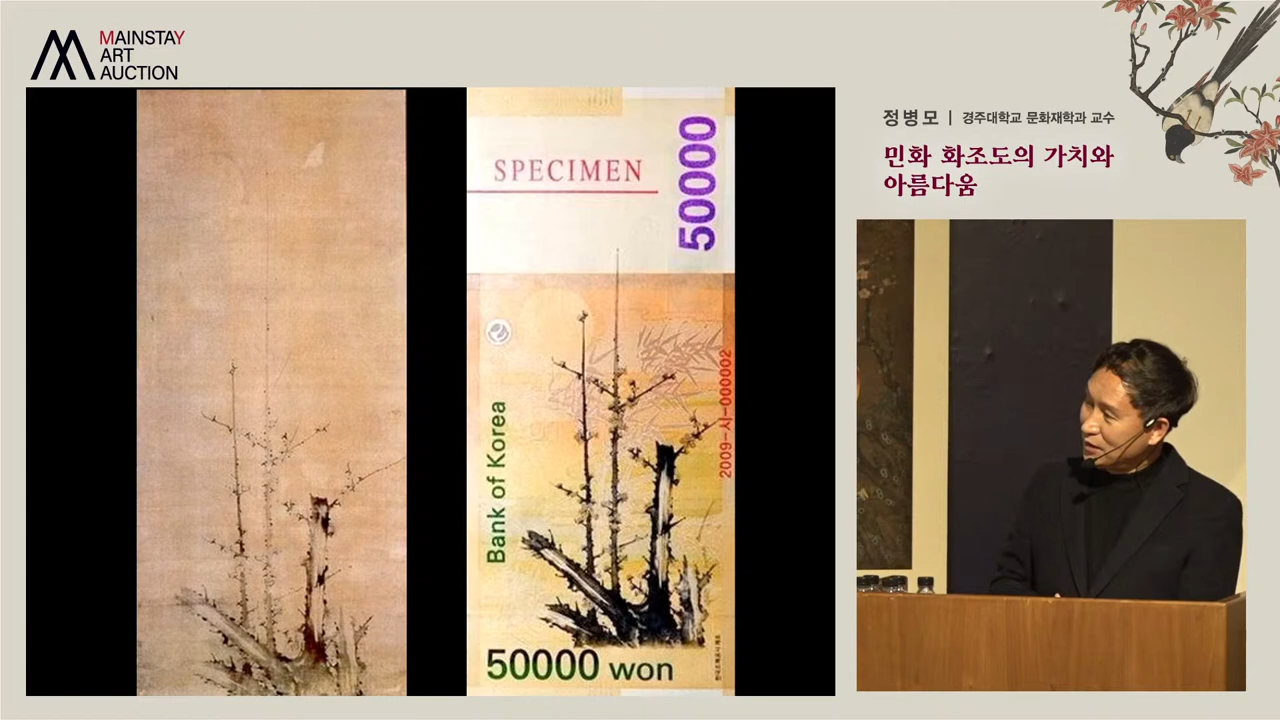 MAINSTAY
ART
AUCTION
정병모 | 경주대학교 문화재학과 교수
민화 화조도의 가치와
아름다움
SPECIMEN
50000
Bank of Korea
2009-시-000002
50000 won